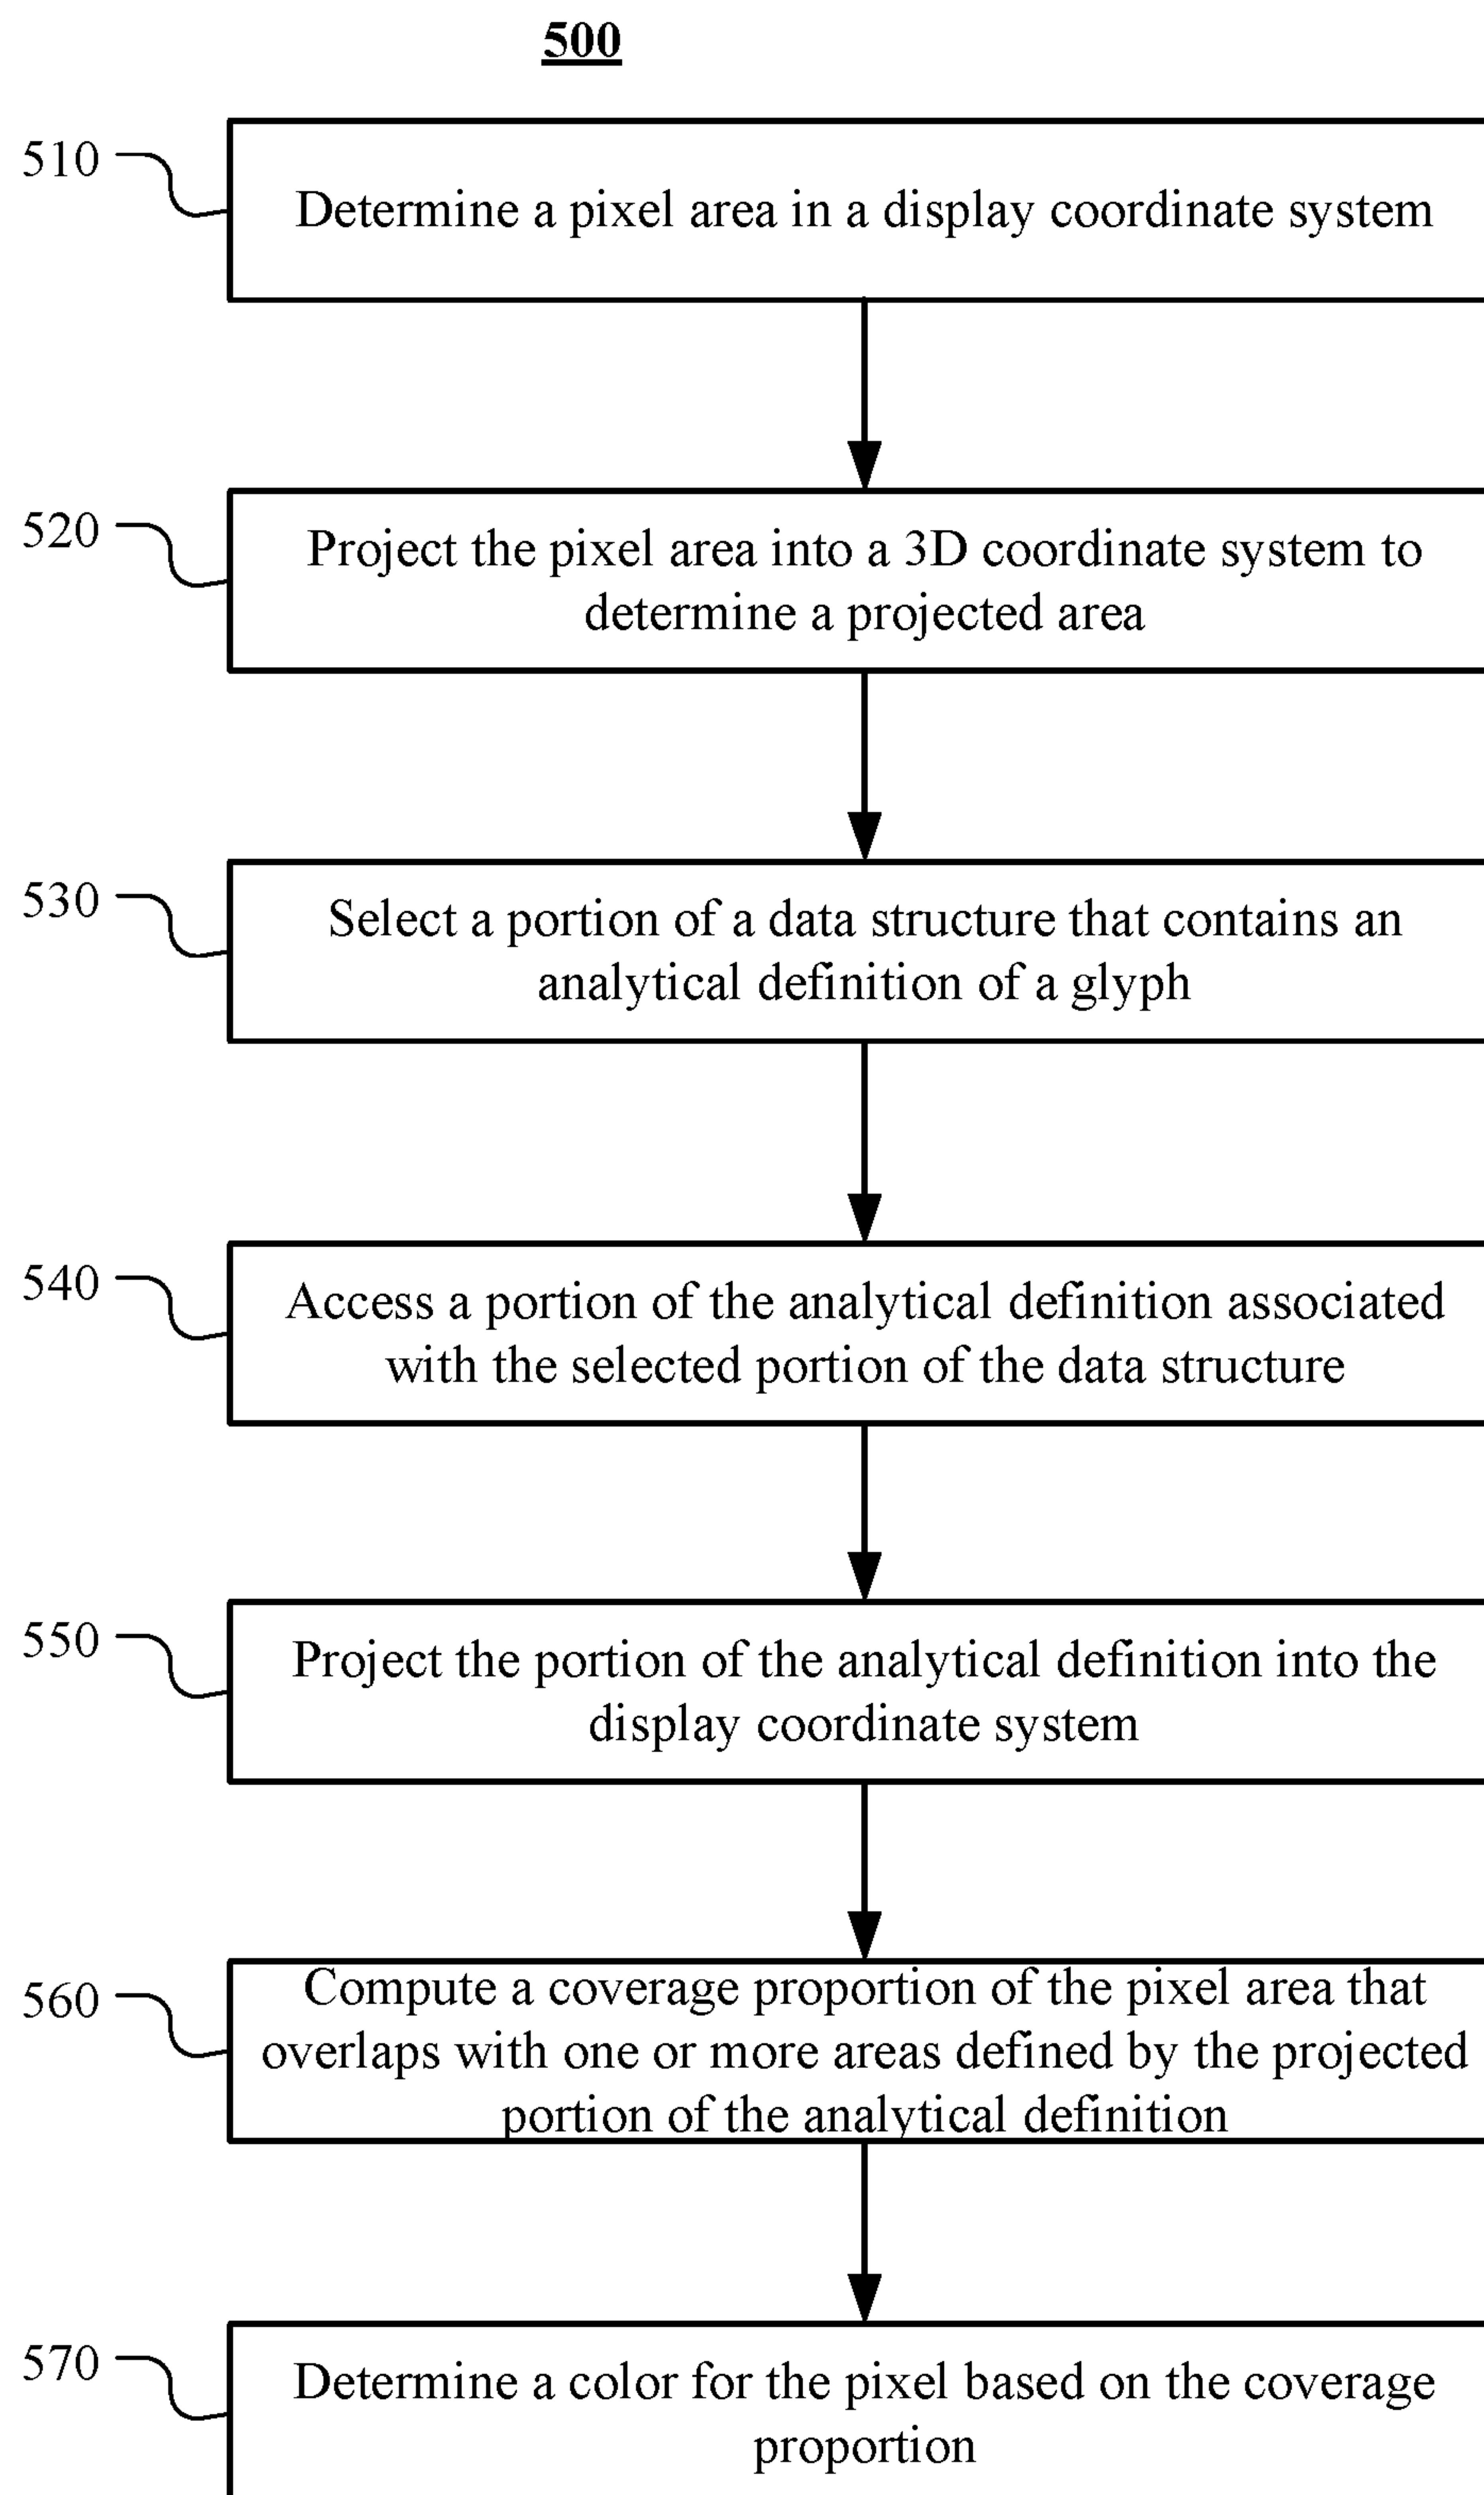 500
510
Determine a pixel area in a display coordinate system
520
Project the pixel area into a 3D coordinate system to
determine a projected area
530
Select a portion of a data structure that contains an
analytical definition of a glyph
540
Access a portion of the analytical definition associated
with the selected portion of the data structure
550
Project the portion of the analytical definition into the
display coordinate system
560
Compute a coverage proportion of the pixel area that
overlaps with one or more areas defined by the projected
portion of the analytical definition
570
Determine a color for the pixel based on the coverage
proportion